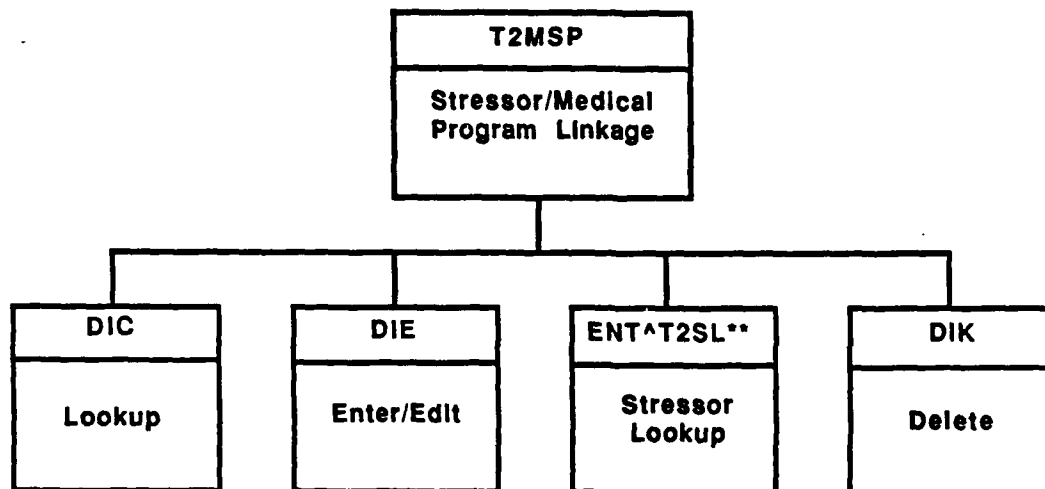 T2MSP
Stressor/Medical
Program Linkage
DIC
Lookup
DIE
Enter/Edit
ENT^T2SL**
Stressor
Lookup
DIK
Delete